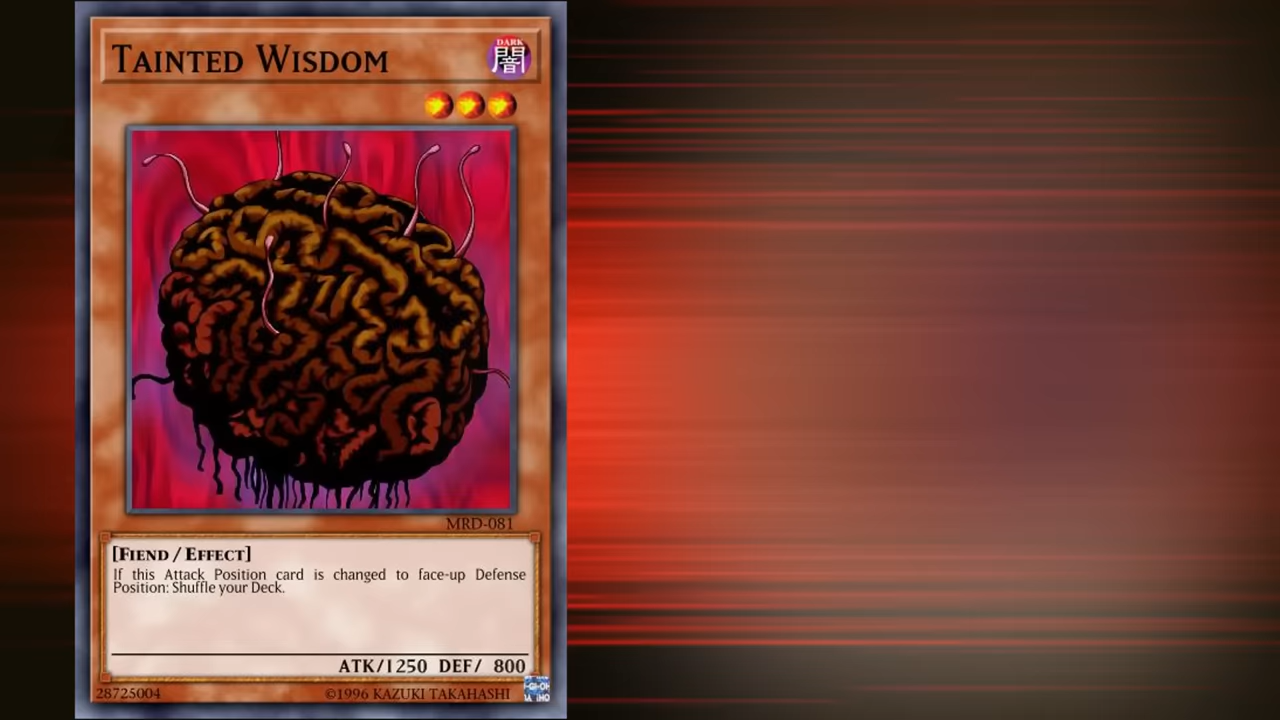 Tainted Wisdom
DARK
闇
MRD-081
[Fiend / Effect]
If this Attack Position card is changed to face-up Defense
Position: Shuffle your Deck.
ATK/1250 DEF/ 800
28725004
©1996 KAZUKI TAKAHASHI